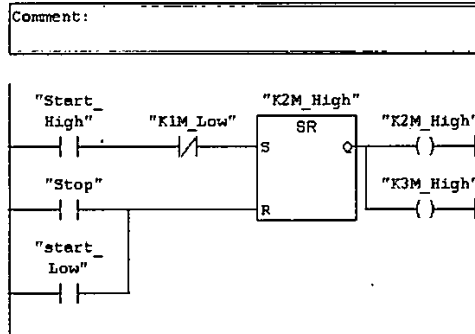 Comment:
"Start_
High"
"K1M_Low"
"K2M_High"
SR
"K2M_High"
S
Q
"Stop"
"K3M_High"
R
"start_
Low"